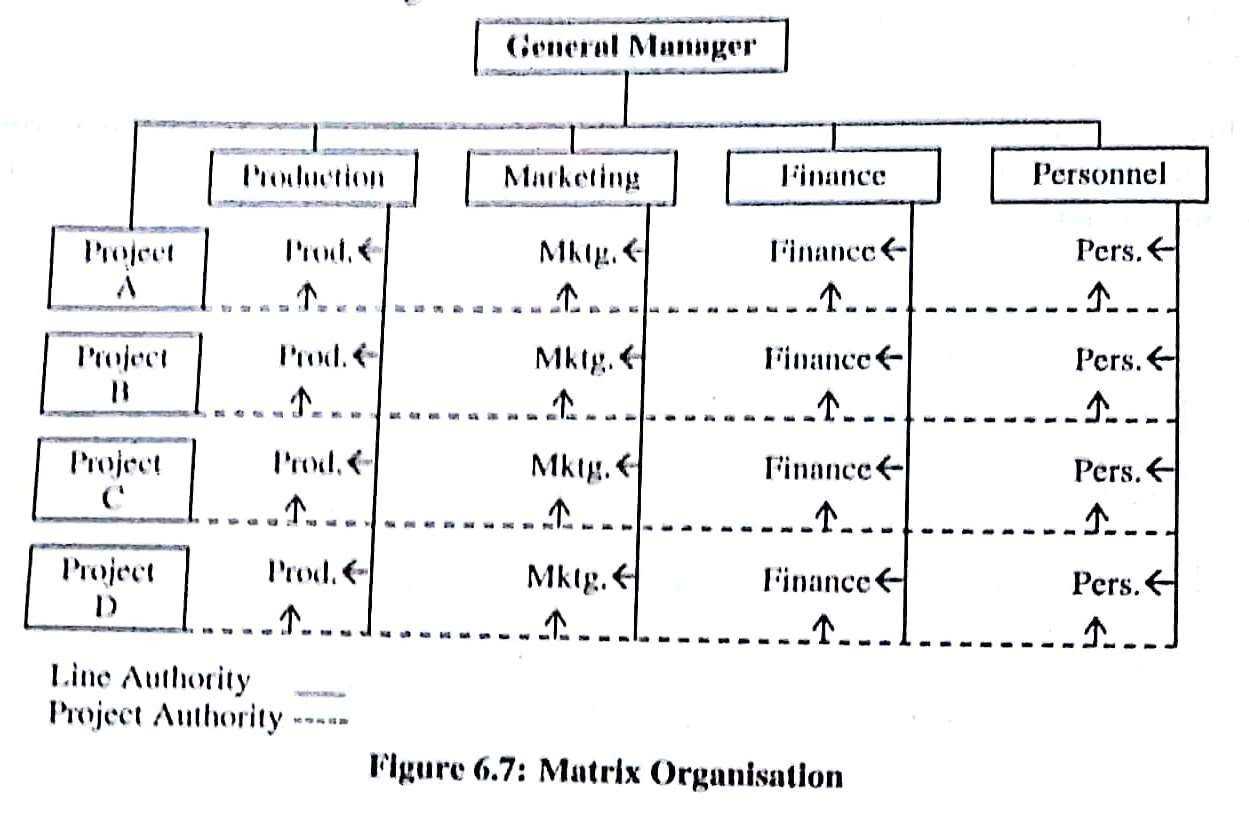 General Manager
Production Marketing Finance Personnel
Project A Prod. Mktg. Finance Pers.
Project B Prod. Mktg. Finance Pers.
Project C Prod. Mktg. Finance Pers.
Project D Prod. Mktg. Finance Pers.
Line Authority
Project Authority
Figure 6.7: Matrix Organisation